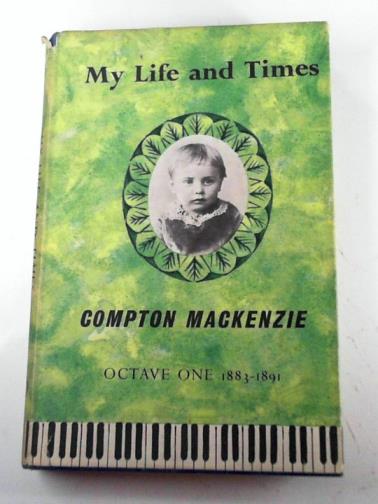 My Life and Times
COMPTON MACKENZIE
OCTAVE ONE 1883-1891